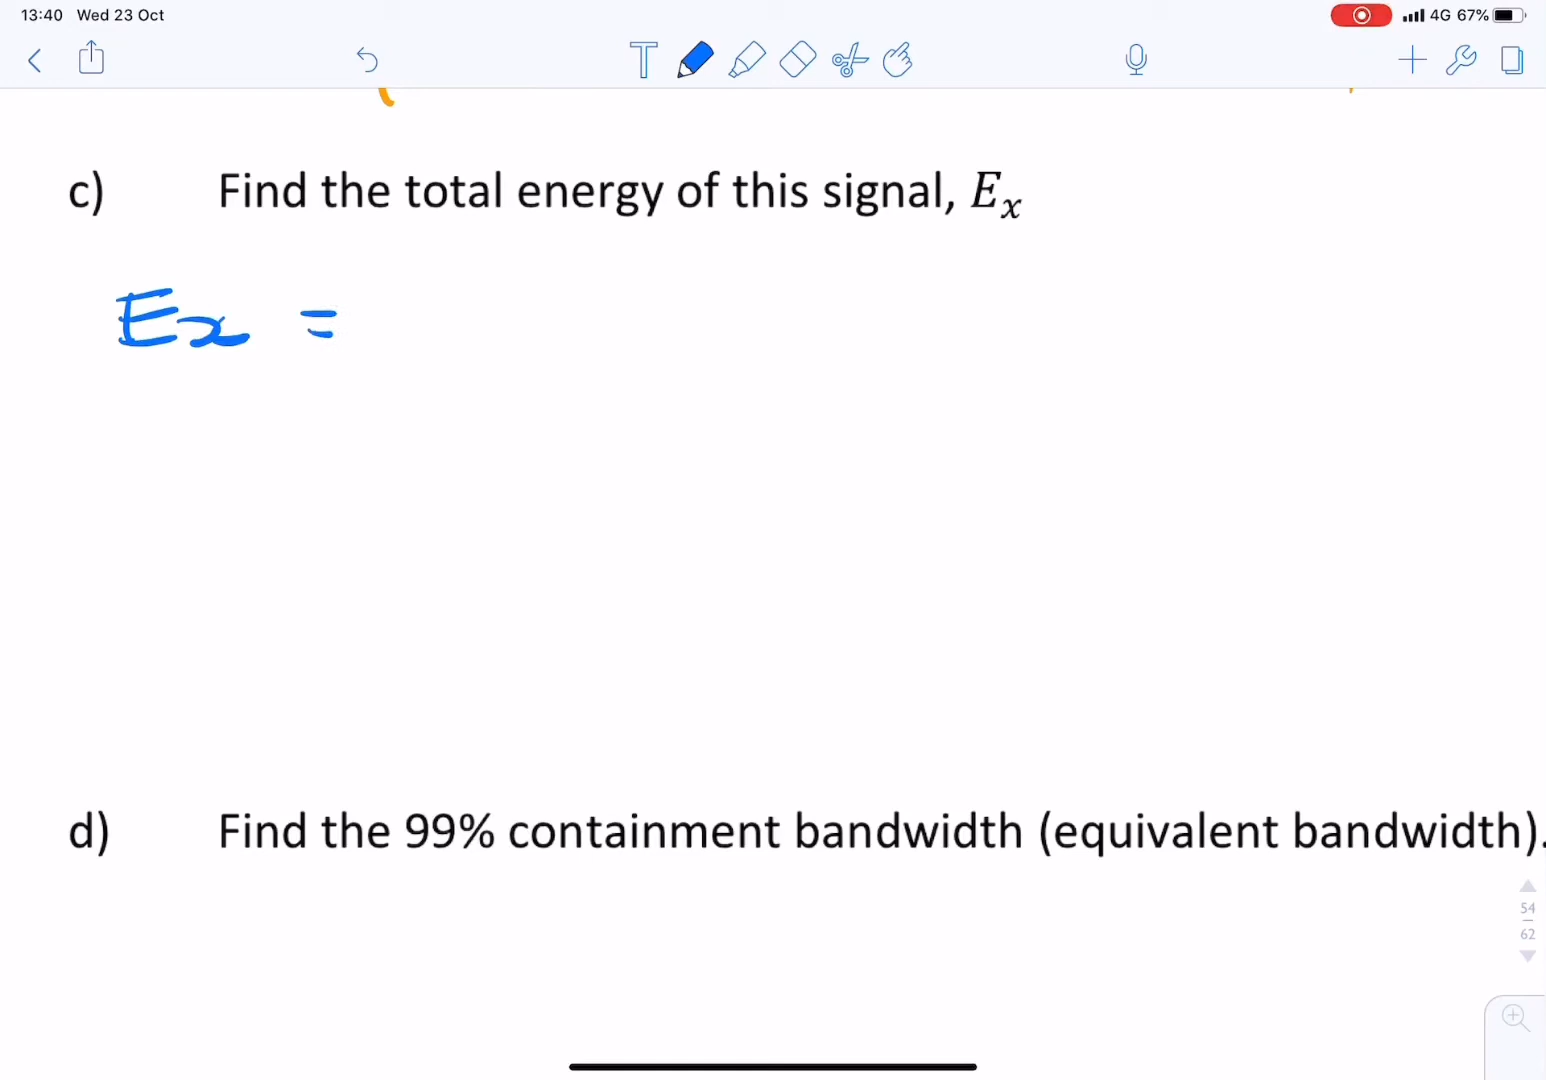 13:40 Wed 23 Oct 4G 67%
T
c) Find the total energy of this signal, Eₓ
Eₓ =
d) Find the 99% containment bandwidth (equivalent bandwidth).
54
62